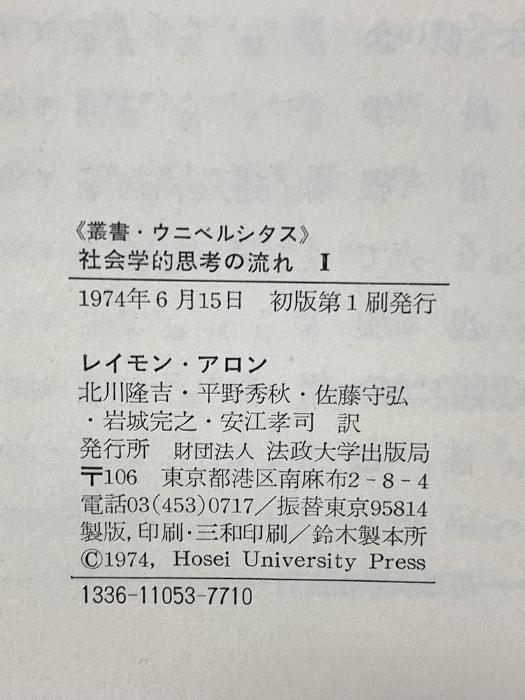 《叢書・ウニベルシタス》
社会学的思考の流れ Ⅰ
1974年6月15日 初版第1刷発行
レイモン・アロン
北川隆吉・平野秀秋・佐藤守弘
・岩城完之・安江孝司 訳
発行所 財団法人 法政大学出版局
〒106 東京都港区南麻布2-8-4
電話03(453)0717／振替東京95814
製版,印刷・三和印刷／鈴木製本所
©1974, Hosei University Press
1336-11053-7710